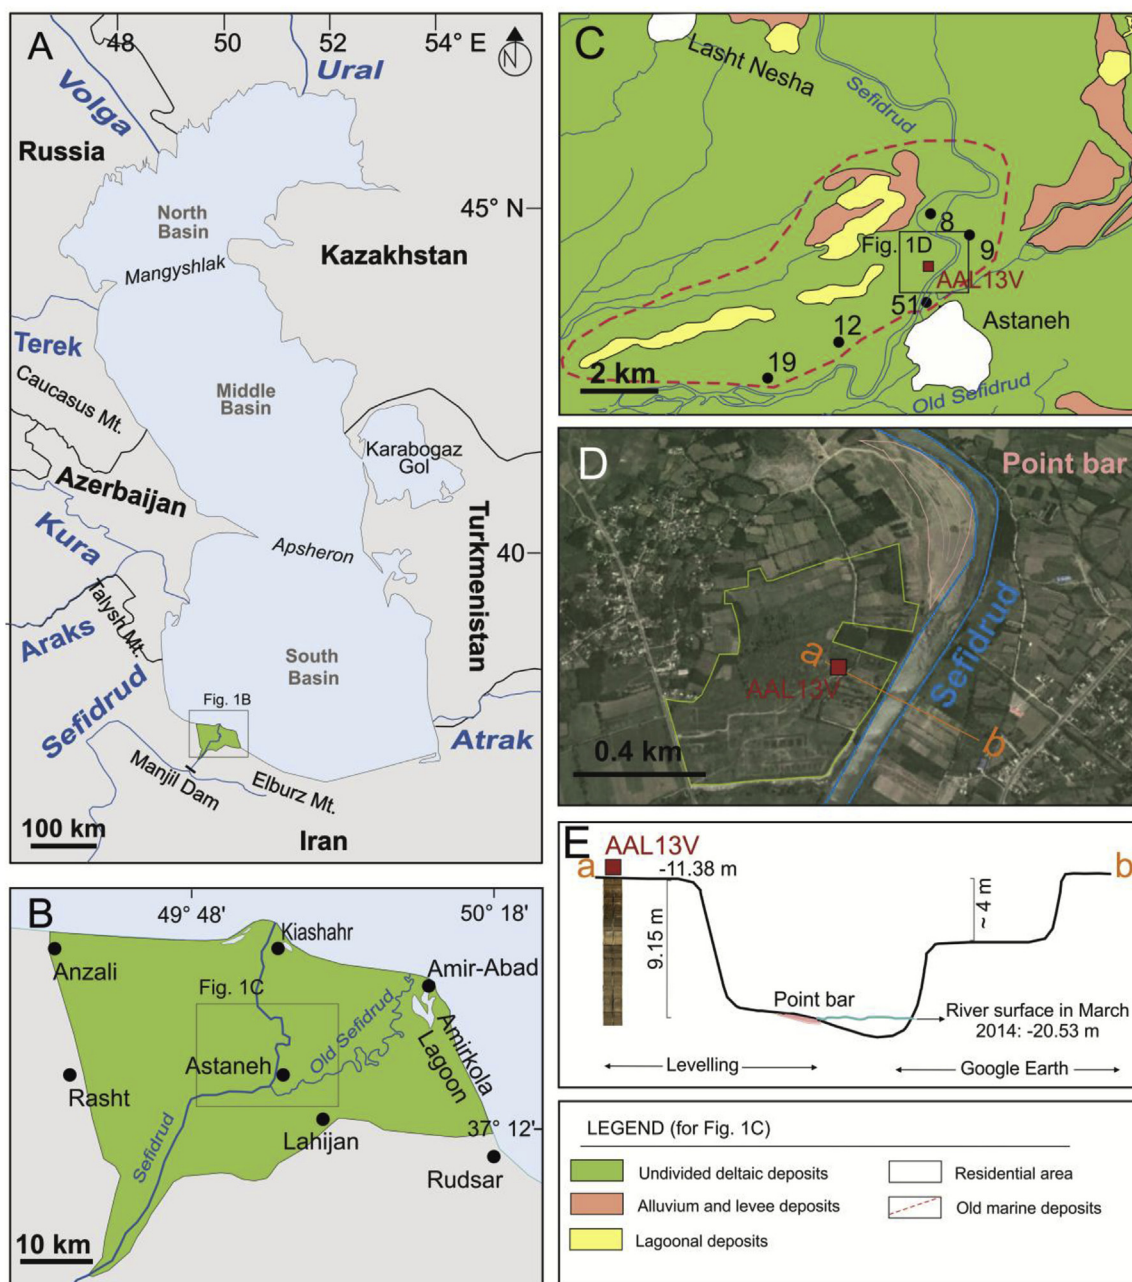 A
48
50
52
54° E
N
Volga
Ural
Russia
45° N
North
Basin
Kazakhstan
Mangyshlak
Terek
Caucasus Mt.
Middle
Basin
Karabogaz
Gol
Azerbaijan
Kura
Apsheron
40
Turkmenistan
Talysh Mt.
Araks
South
Basin
Sefidrud
Fig. 1B
Atrak
Manjil Dam
Elburz Mt.
100 km
Iran
B
49° 48'
50° 18'
Kiashahr
Anzali
Amir-Abad
Fig. 1C
Old Sefidrud
Amirkola
Lagoon
Astaneh
Rasht
37° 12'
Sefidrud
Lahijan
Rudsar
10 km
C
Lasht Nesha
Sefidrud
8
9
Fig. 1D
AAL13V
51
Astaneh
12
19
2 km
Old Sefidrud
D
Point bar
Sefidrud
a
AAL13V
b
0.4 km
E
AAL13V
a
-11.38 m
b
9.15 m
~ 4 m
Point bar
River surface in March
2014: -20.53 m
Levelling
Google Earth
LEGEND (for Fig. 1C)
Undivided deltaic deposits
Residential area
Alluvium and levee deposits
Old marine deposits
Lagoonal deposits